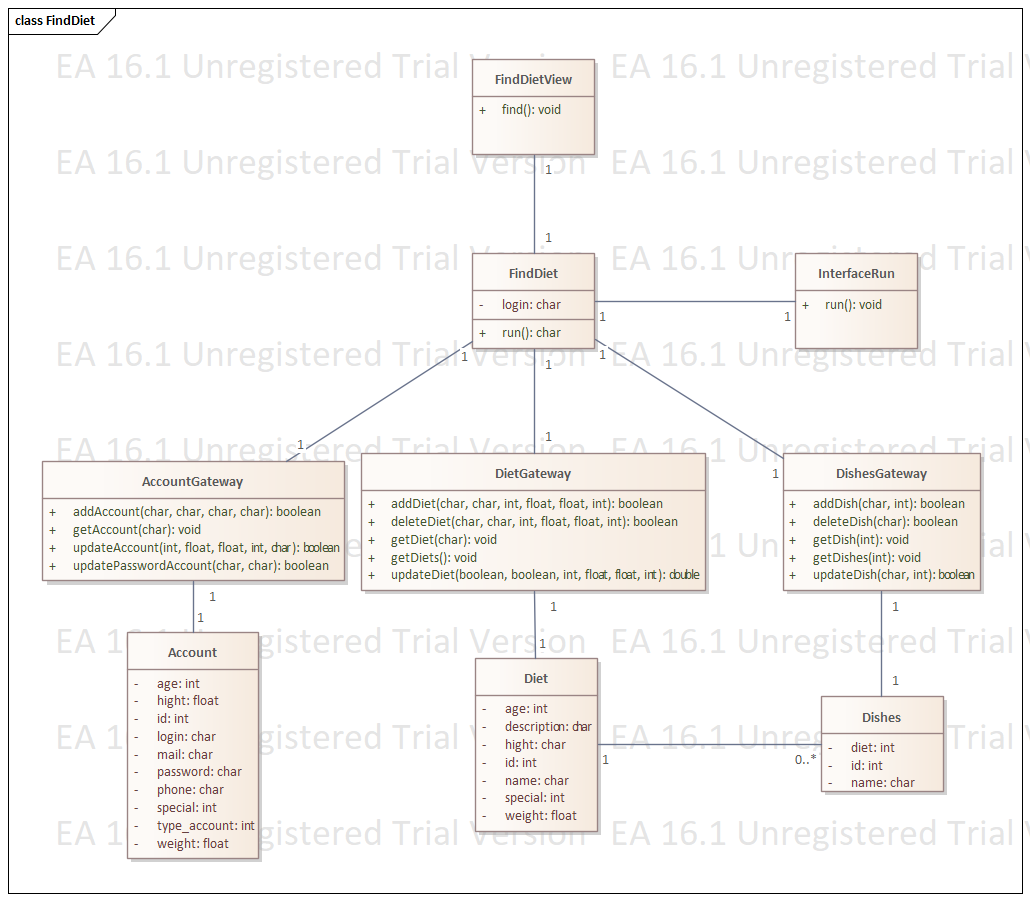 class FindDiet
EA 16.1 Unregistered Trial Version
EA 16.1 Unregistered Trial Version
FindDietView
+ find(): void
1
1
FindDiet
- login: char
+ run(): char
InterfaceRun
+ run(): void
1
1
1
1
1
1
1
1
AccountGateway
+ addAccount(char, char, char, char): boolean
+ getAccount(char): void
+ updateAccount(int, float, float, int, char): boolean
+ updatePasswordAccount(char, char): boolean
DietGateway
+ addDiet(char, char, int, float, float, int): boolean
+ deleteDiet(char, char, int, float, float, int): boolean
+ getDiet(char): void
+ getDiets(): void
+ updateDiet(boolean, boolean, int, float, float, int): double
DishesGateway
+ addDish(char, int): boolean
+ deleteDish(char): boolean
+ getDish(int): void
+ getDishes(int): void
+ updateDish(char, int): boolean
1
1
1
1
1
1
Account
- age: int
- hight: float
- id: int
- login: char
- mail: char
- password: char
- phone: char
- special: int
- type_account: int
- weight: float
Diet
- age: int
- description: char
- hight: char
- id: int
- name: char
- special: int
- weight: float
1
0..*
Dishes
- diet: int
- id: int
- name: char